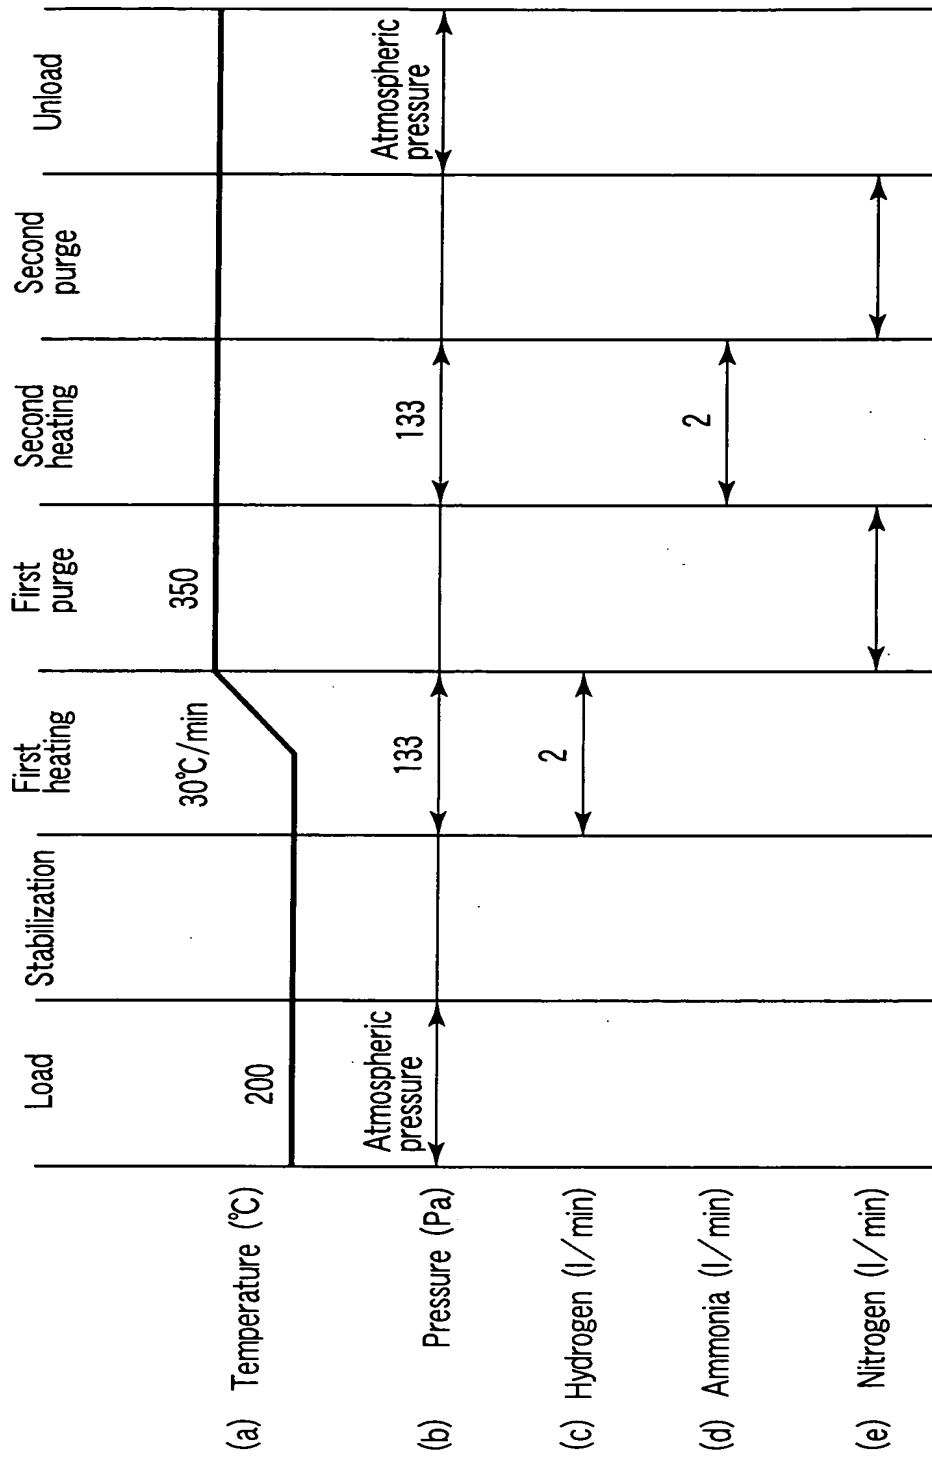 Load
Stabilization
First
heating
First
purge
Second
heating
Second
purge
Unload
(a) Temperature (℃)
200
30℃/min
350
(b) Pressure (Pa)
Atmospheric
pressure
133
133
Atmospheric
pressure
(c) Hydrogen (l/min)
2
(d) Ammonia (l/min)
2
(e) Nitrogen (l/min)